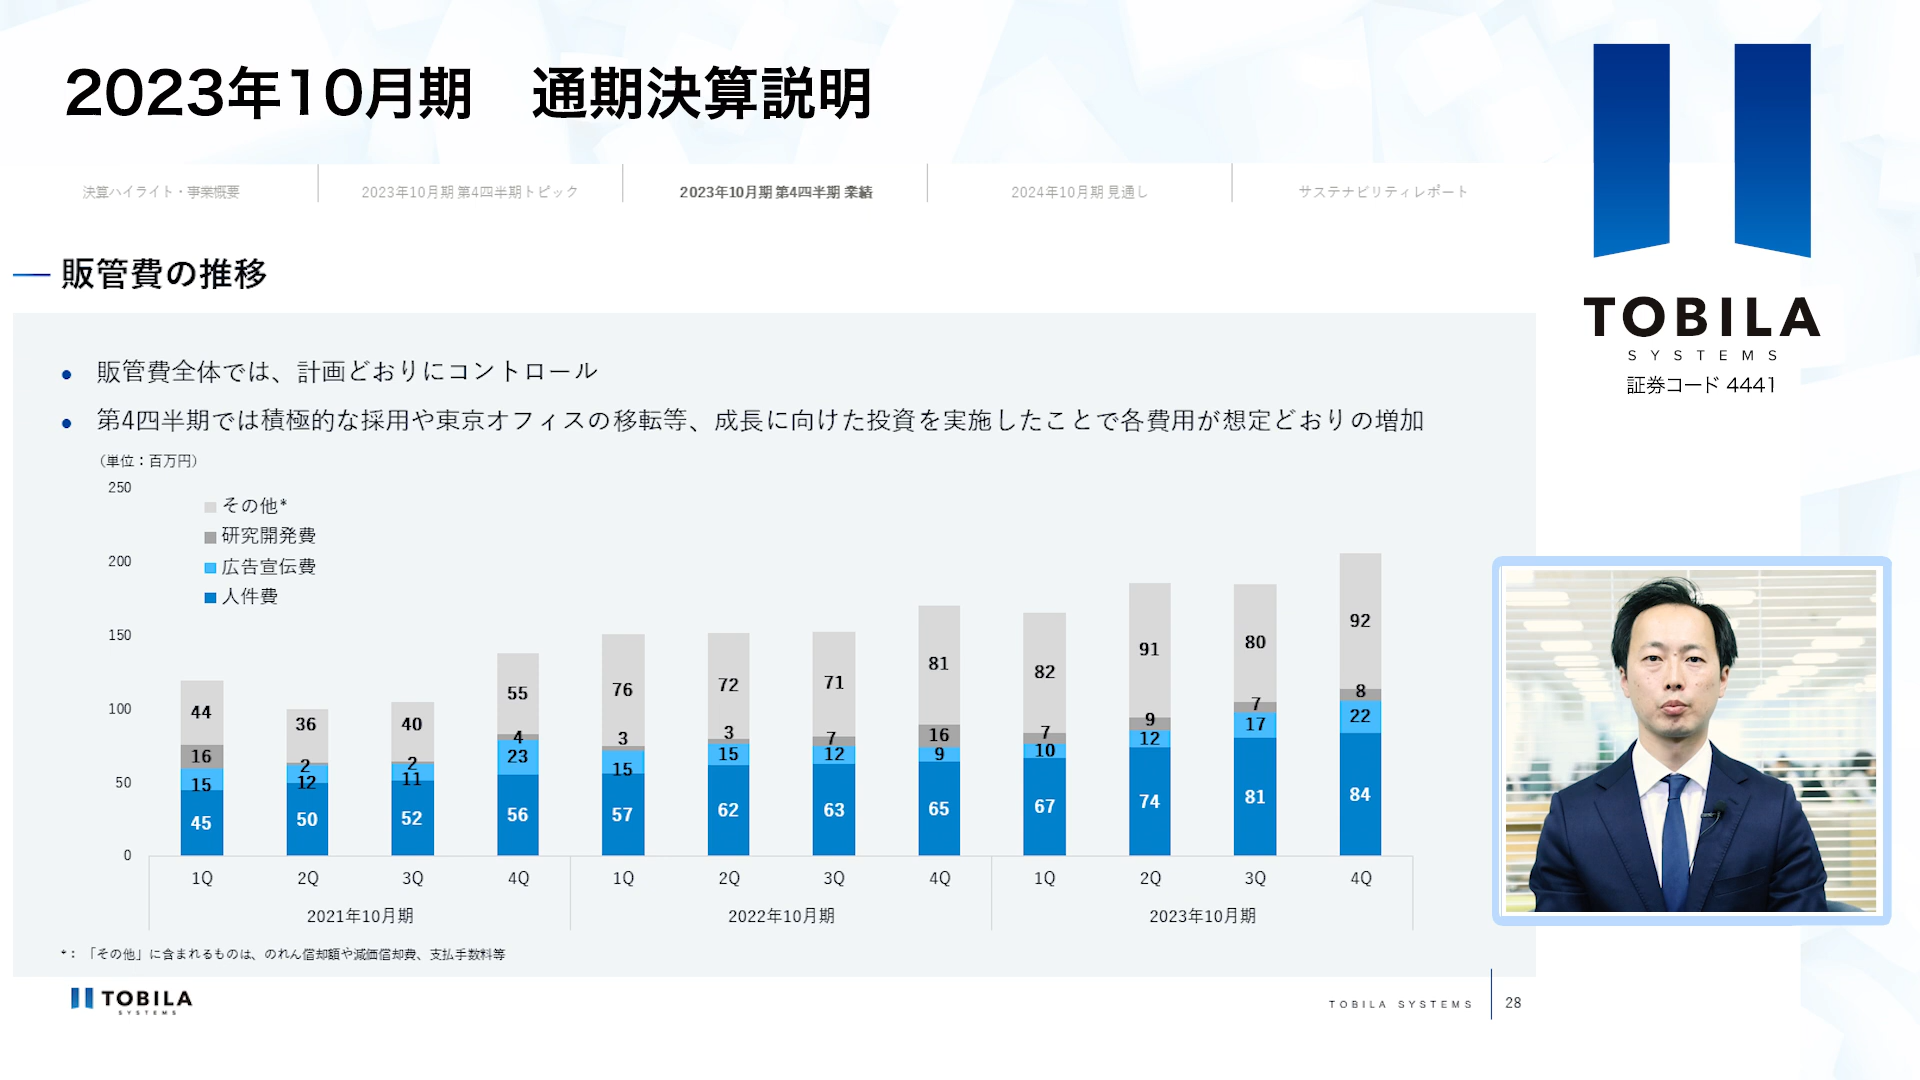 2023年10月期　通期決算説明
TOBILA
SYSTEMS
証券コード 4441
決算ハイライト・事業概要
2023年10月期 第4四半期トピック
2023年10月期 第4四半期 業績
2024年10月期 見通し
サステナビリティレポート
販管費の推移
● 販管費全体では、計画どおりにコントロール
● 第4四半期では積極的な採用や東京オフィスの移転等、成長に向けた投資を実施したことで各費用が想定どおりの増加
（単位：百万円）
250
200
150
100
50
0
その他*
研究開発費
広告宣伝費
人件費
44 36 40 55 76 72 71 81 82 91 80 92
16 2 2 4 3 3 7 16 7 9 7 8
15 12 11 23 15 15 12 9 10 12 17 22
45 50 52 56 57 62 63 65 67 74 81 84
1Q 2Q 3Q 4Q 1Q 2Q 3Q 4Q 1Q 2Q 3Q 4Q
2021年10月期 2022年10月期 2023年10月期
*：「その他」に含まれるものは、のれん償却額や減価償却費、支払手数料等
TOBILA
SYSTEMS
TOBILA SYSTEMS 28